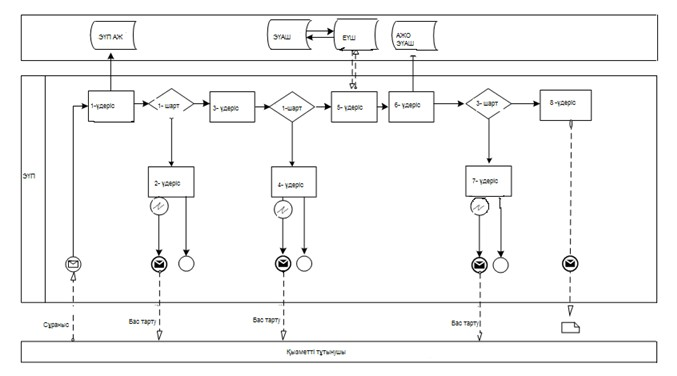 ЭҮП АЖ
ЭҮАШ
ЕҮШ
АЖО
ЭҮАШ
1-үдеріс
1- шарт
3- үдеріс
1-шарт
5- үдеріс
6- үдеріс
3- шарт
8 -үдеріс
2- үдеріс
4- үдеріс
7- үдеріс
ЭҮП
Сұраныс
Бас тарту
Бас тарту
Бас тарту
Қызметті тұтынушы